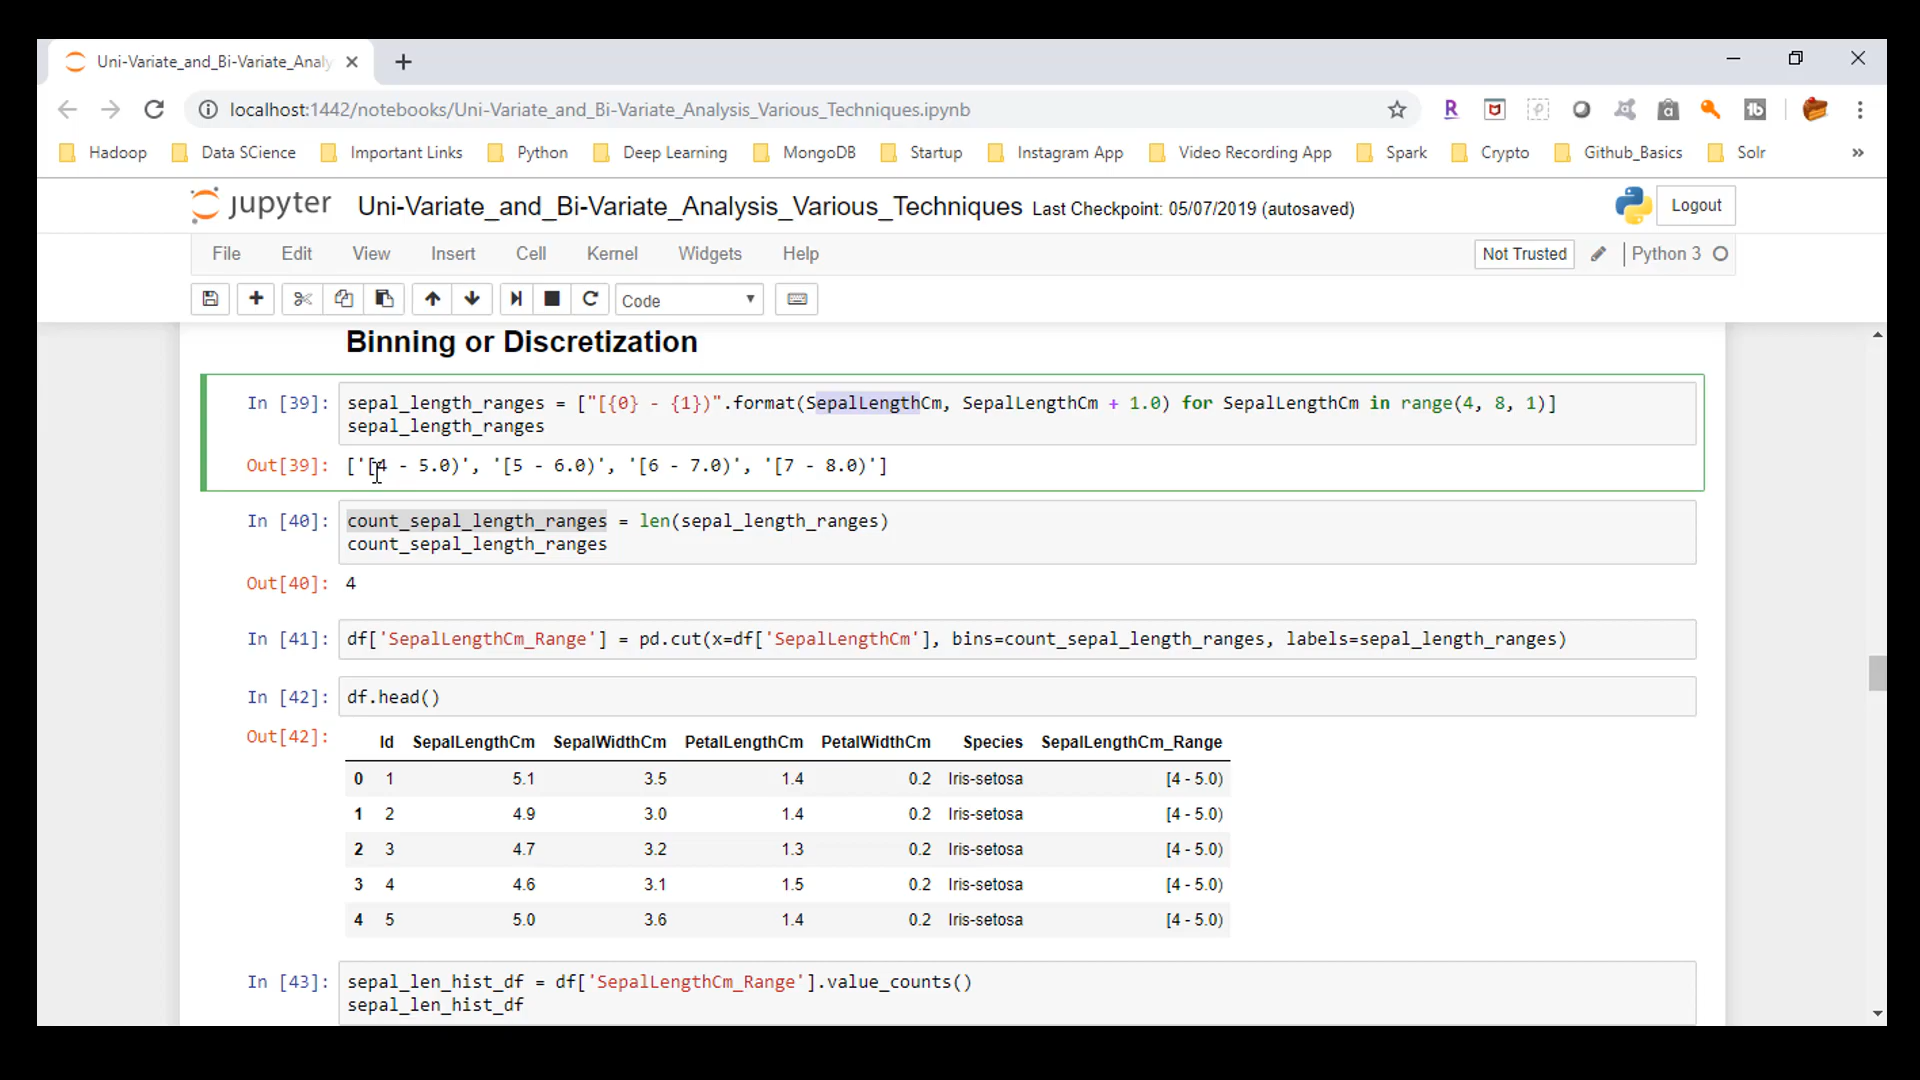 Uni-Variate_and_Bi-Variate_Analy
localhost:1442/notebooks/Uni-Variate_and_Bi-Variate_Analysis_Various_Techniques.ipynb
Hadoop Data SCience Important Links Python Deep Learning MongoDB Startup Instagram App Video Recording App Spark Crypto Github_Basics Solr »
jupyter Uni-Variate_and_Bi-Variate_Analysis_Various_Techniques Last Checkpoint: 05/07/2019 (autosaved) Logout
File Edit View Insert Cell Kernel Widgets Help Not Trusted Python 3
Code
Binning or Discretization
In [39]: sepal_length_ranges = ["[{0} - {1})".format(SepalLengthCm, SepalLengthCm + 1.0) for SepalLengthCm in range(4, 8, 1)]
sepal_length_ranges
Out[39]: ['[4 - 5.0)', '[5 - 6.0)', '[6 - 7.0)', '[7 - 8.0)']
In [40]: count_sepal_length_ranges = len(sepal_length_ranges)
count_sepal_length_ranges
Out[40]: 4
In [41]: df['SepalLengthCm_Range'] = pd.cut(x=df['SepalLengthCm'], bins=count_sepal_length_ranges, labels=sepal_length_ranges)
In [42]: df.head()
Out[42]:
Id SepalLengthCm SepalWidthCm PetalLengthCm PetalWidthCm Species SepalLengthCm_Range
0 1 5.1 3.5 1.4 0.2 Iris-setosa [4 - 5.0)
1 2 4.9 3.0 1.4 0.2 Iris-setosa [4 - 5.0)
2 3 4.7 3.2 1.3 0.2 Iris-setosa [4 - 5.0)
3 4 4.6 3.1 1.5 0.2 Iris-setosa [4 - 5.0)
4 5 5.0 3.6 1.4 0.2 Iris-setosa [4 - 5.0)
In [43]: sepal_len_hist_df = df['SepalLengthCm_Range'].value_counts()
sepal_len_hist_df